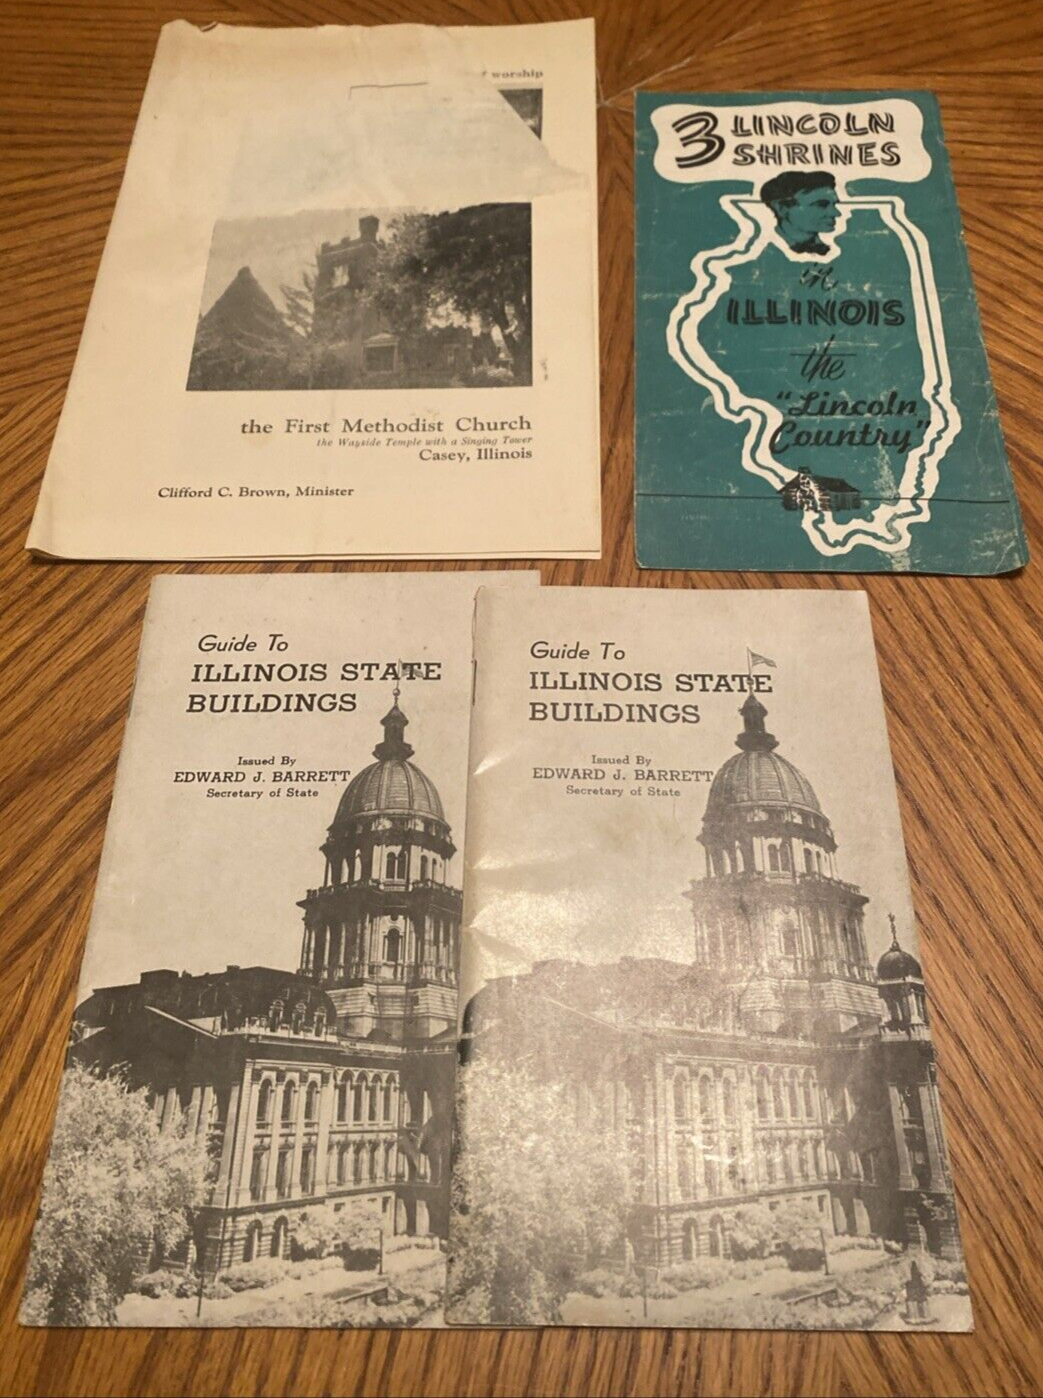 worship
the First Methodist Church
the Wayside Temple with a Singing Tower
Casey, Illinois
Clifford C. Brown, Minister
3 LINCOLN
SHRINES
in
ILLINOIS
the
"Lincoln
Country"
Guide To
ILLINOIS STATE
BUILDINGS
Issued By
EDWARD J. BARRETT
Secretary of State
Guide To
ILLINOIS STATE
BUILDINGS
Issued By
EDWARD J. BARRETT
Secretary of State